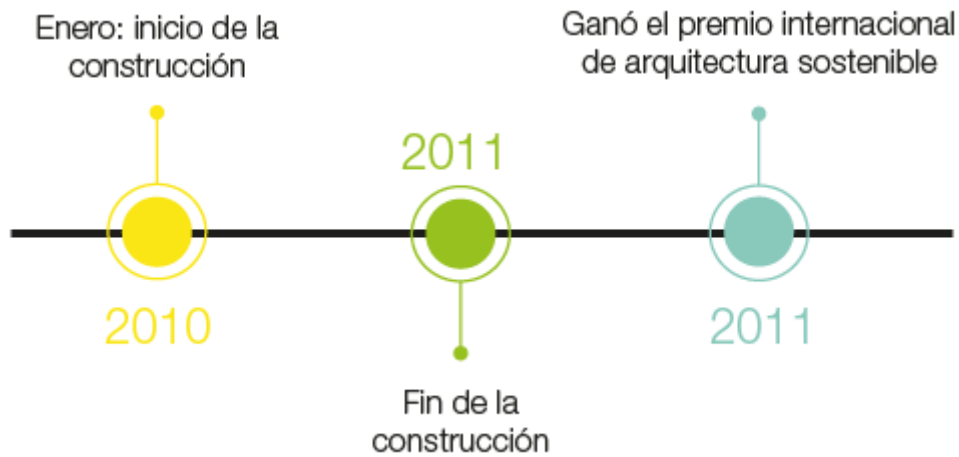 Enero: inicio de la
construcción
2010
2011
Fin de la
construcción
Ganó el premio internacional
de arquitectura sostenible
2011